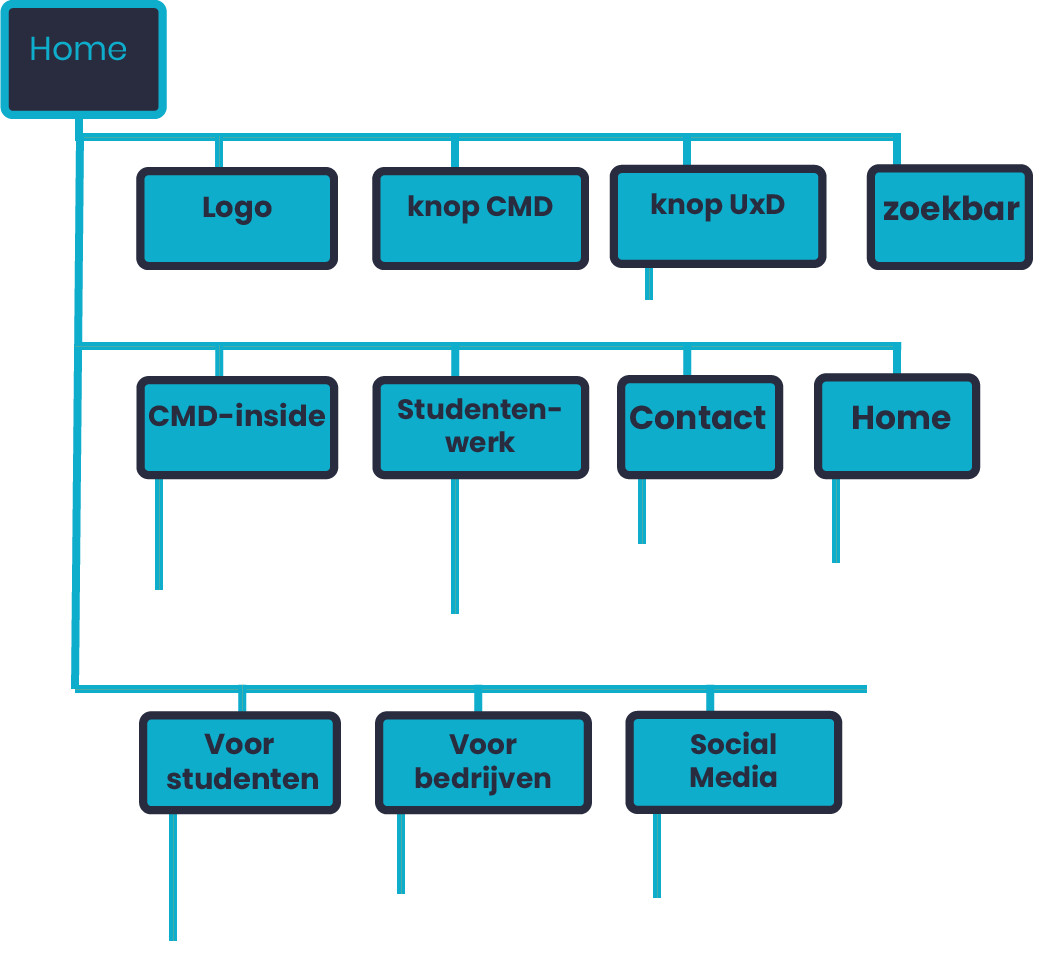 Home
Logo
knop CMD
knop UxD
zoekbar
CMD-inside
Studenten-
werk
Contact
Home
Voor
studenten
Voor
bedrijven
Social
Media